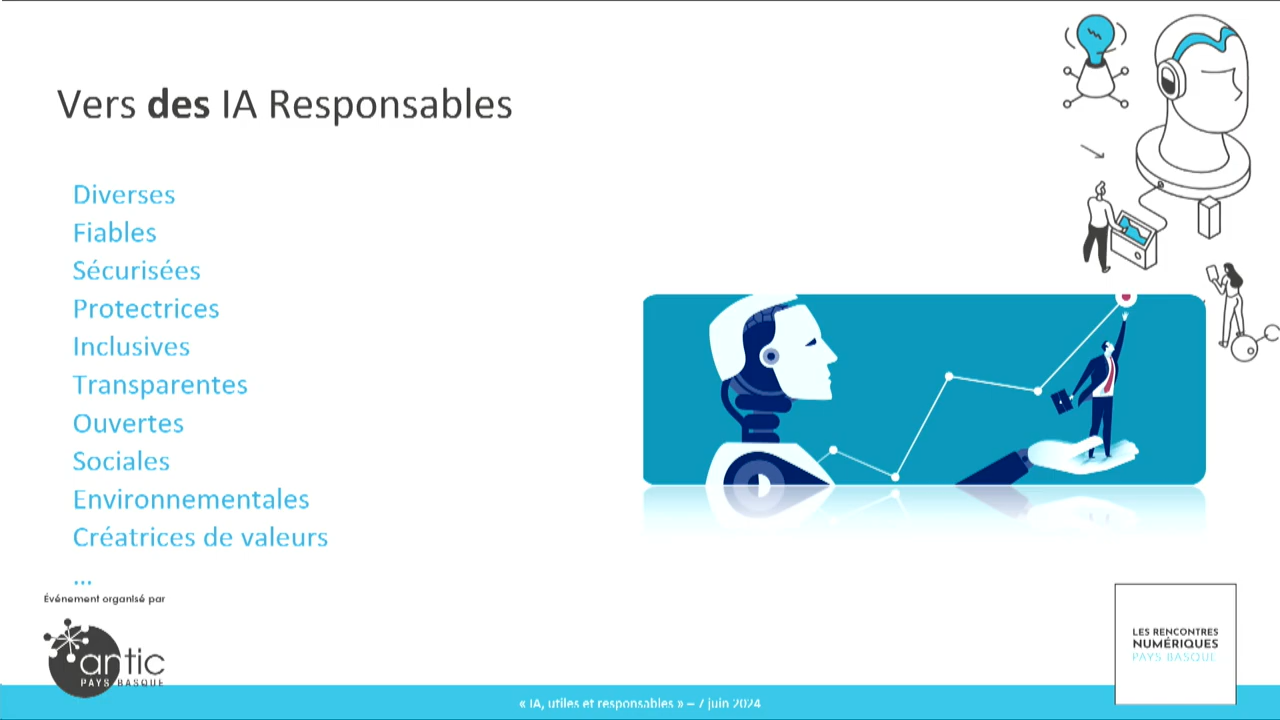 Vers des IA Responsables
Diverses
Fiables
Sécurisées
Protectrices
Inclusives
Transparentes
Ouvertes
Sociales
Environnementales
Créatrices de valeurs
...
Événement organisé par
antic
PAYS BASQUE
LES RENCONTRES
NUMÉRIQUES
PAYS BASQUE
« IA, utiles et responsables » – 7 juin 2024